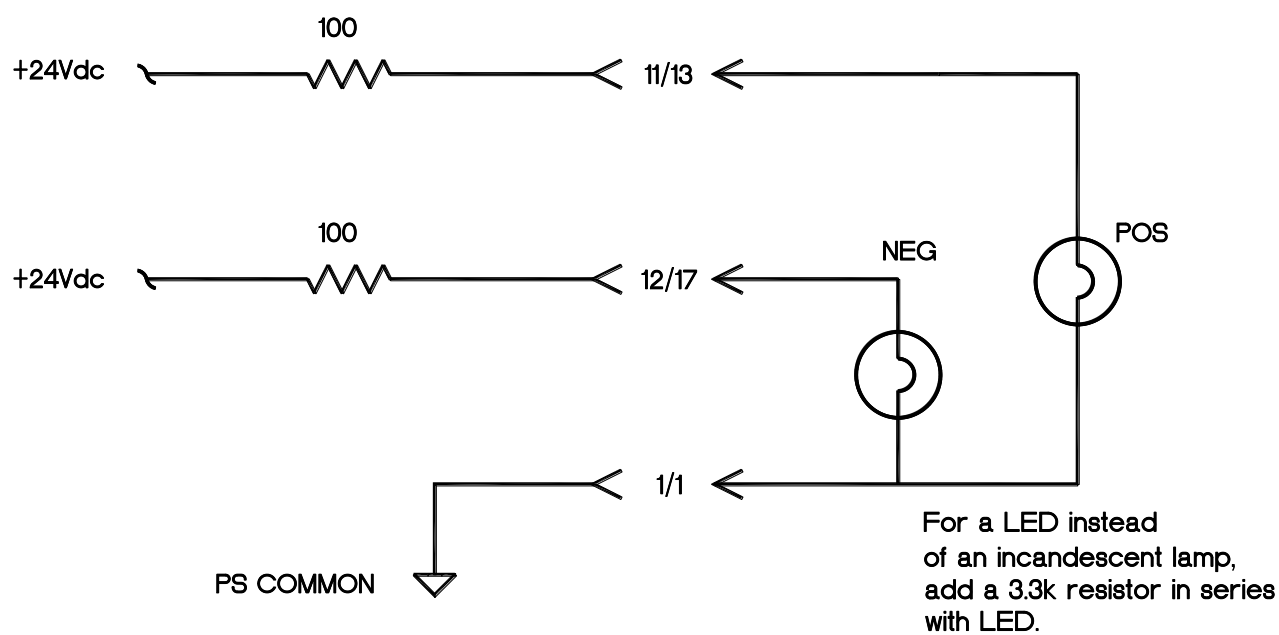 100
+24Vdc
11/13
POS
100
NEG
+24Vdc
12/17
1/1
For a LED instead
of an incandescent lamp,
add a 3.3k resistor in series
with LED.
PS COMMON